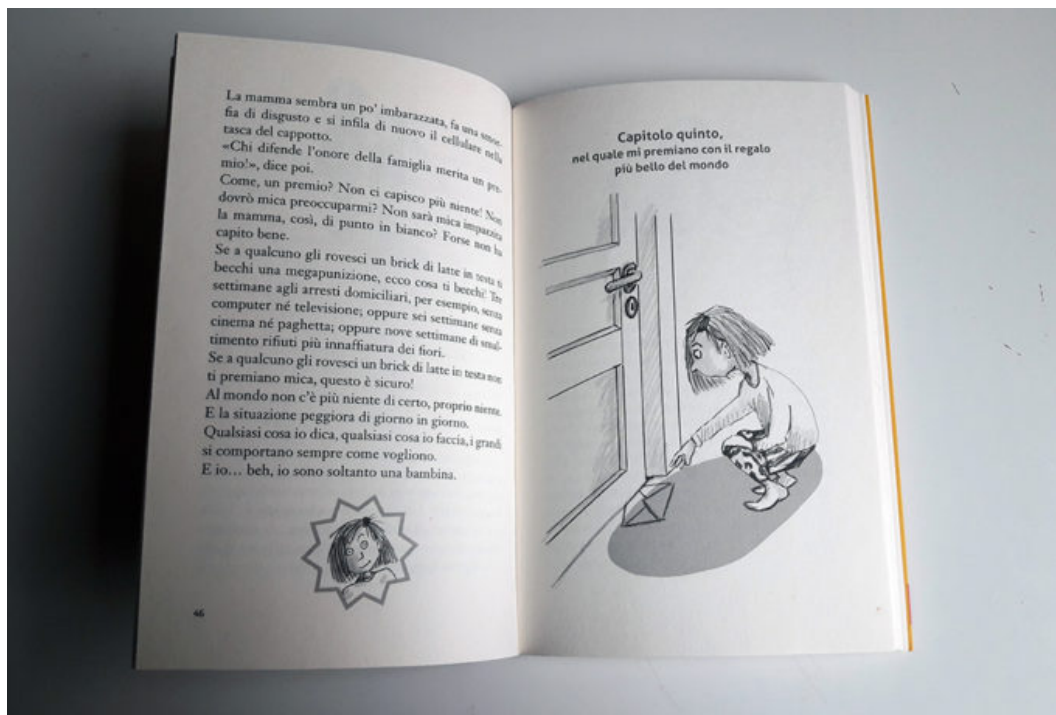 La mamma sembra un po' imbarazzata, fa una smor-
fia di disgusto e si infila di nuovo il cellulare nella
tasca del cappotto.
«Chi difende l'onore della famiglia merita un pre-
mio!», dice poi.
Come, un premio? Non ci capisco più niente! Non
dovrò mica preoccuparmi? Non sarà mica impazzita
la mamma, così, di punto in bianco? Forse non ha
capito bene.
Se a qualcuno gli rovesci un brick di latte in testa ti
becchi una megapunizione, ecco cosa ti becchi! Tre
settimane agli arresti domiciliari, per esempio, senza
computer né televisione; oppure sei settimane senza
cinema né paghetta; oppure nove settimane di smal-
timento rifiuti più innaffiatura dei fiori.
Se a qualcuno gli rovesci un brick di latte in testa non
ti premiano mica, questo è sicuro!
Al mondo non c'è più niente di certo, proprio niente.
E la situazione peggiora di giorno in giorno.
Qualsiasi cosa io dica, qualsiasi cosa io faccia, i grandi
si comportano sempre come vogliono.
E io… beh, io sono soltanto una bambina.
46
Capitolo quinto,
nel quale mi premiano con il regalo
più bello del mondo